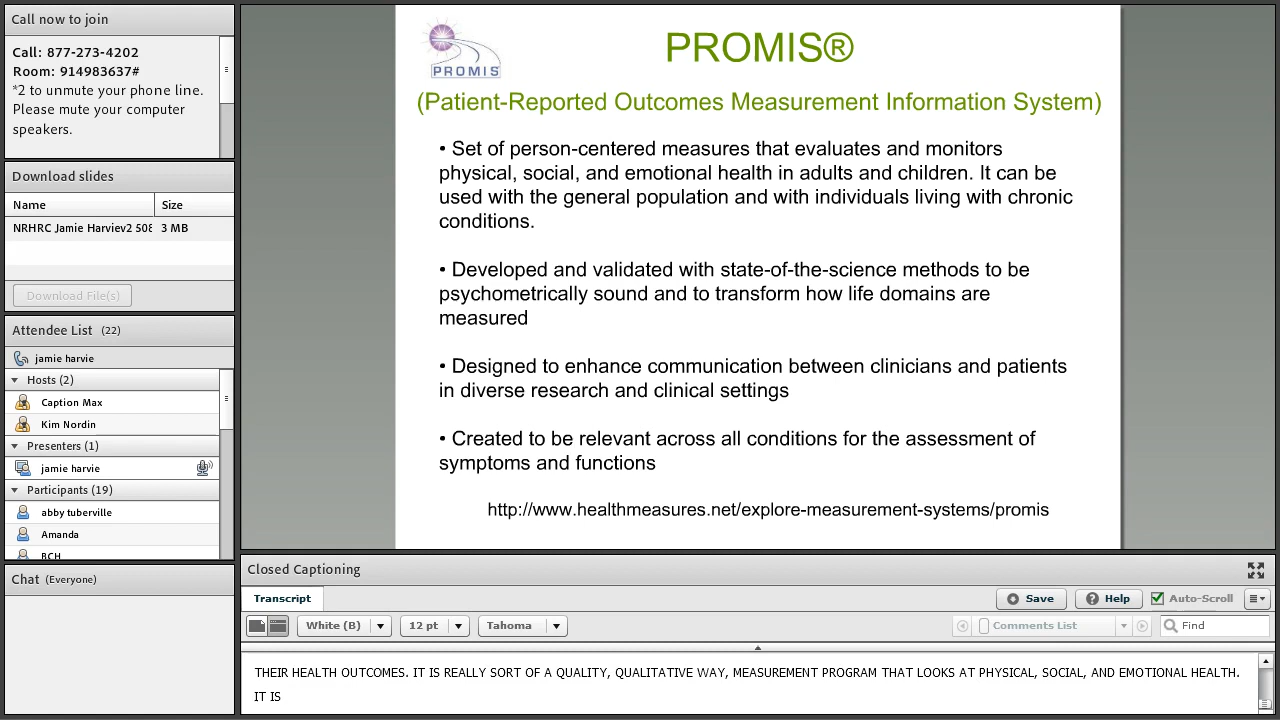 Call now to join
Call: 877-273-4202
Room: 914983637#
*2 to unmute your phone line.
Please mute your computer
speakers.
Download slides
Name Size
NRHRC Jamie Harviev2 508 3 MB
Download File(s)
Attendee List (22)
jamie harvie
Hosts (2)
Caption Max
Kim Nordin
Presenters (1)
jamie harvie
Participants (19)
abby tuberville
Amanda
BCH
Chat (Everyone)
PROMIS
PROMIS®
(Patient-Reported Outcomes Measurement Information System)
• Set of person-centered measures that evaluates and monitors
physical, social, and emotional health in adults and children. It can be
used with the general population and with individuals living with chronic
conditions.
• Developed and validated with state-of-the-science methods to be
psychometrically sound and to transform how life domains are
measured
• Designed to enhance communication between clinicians and patients
in diverse research and clinical settings
• Created to be relevant across all conditions for the assessment of
symptoms and functions
http://www.healthmeasures.net/explore-measurement-systems/promis
Closed Captioning
Transcript Save Help Auto-Scroll
White (B) 12 pt Tahoma Comments List Find
THEIR HEALTH OUTCOMES. IT IS REALLY SORT OF A QUALITY, QUALITATIVE WAY, MEASUREMENT PROGRAM THAT LOOKS AT PHYSICAL, SOCIAL, AND EMOTIONAL HEALTH.
IT IS